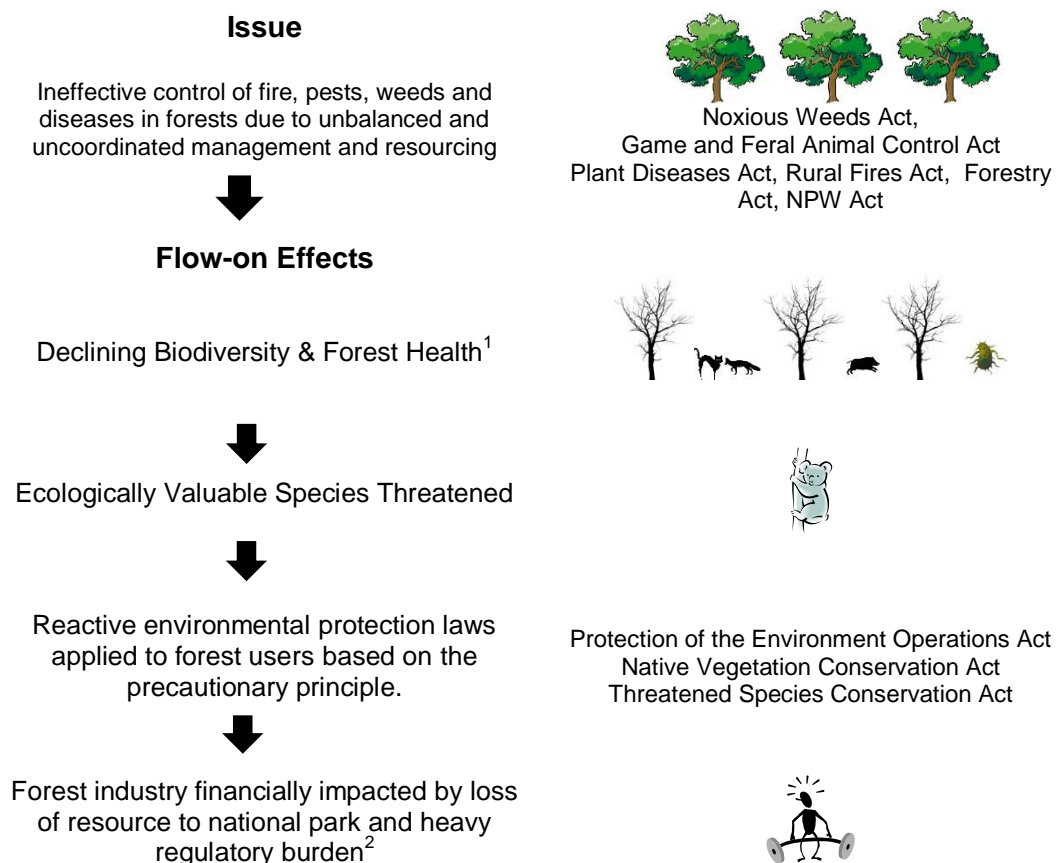 Issue
Ineffective control of fire, pests, weeds and
diseases in forests due to unbalanced and
uncoordinated management and resourcing
Noxious Weeds Act,
Game and Feral Animal Control Act
Plant Diseases Act, Rural Fires Act, Forestry
Act, NPW Act
Flow-on Effects
Declining Biodiversity & Forest Health1
Ecologically Valuable Species Threatened
Reactive environmental protection laws
applied to forest users based on the
precautionary principle.
Protection of the Environment Operations Act
Native Vegetation Conservation Act
Threatened Species Conservation Act
Forest industry financially impacted by loss
of resource to national park and heavy
regulatory burden2